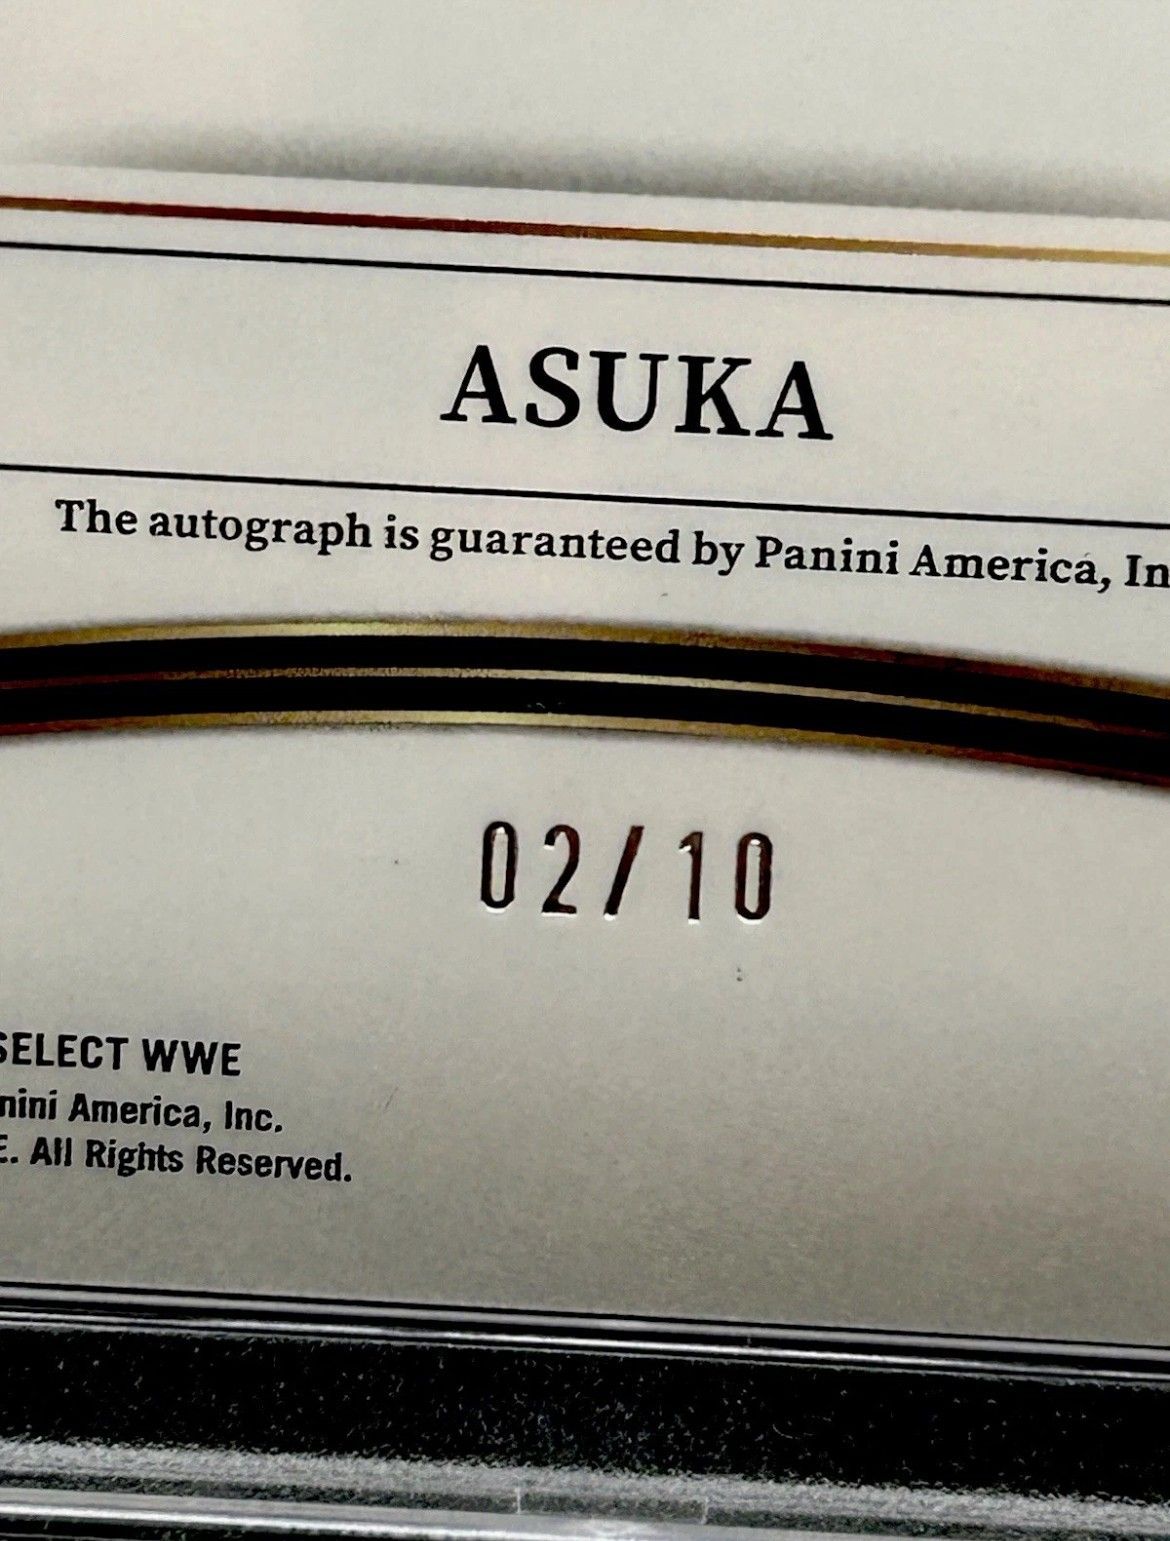 ASUKA
The autograph is guaranteed by Panini America, In
02/10
SELECT WWE
nini America, Inc.
E. All Rights Reserved.